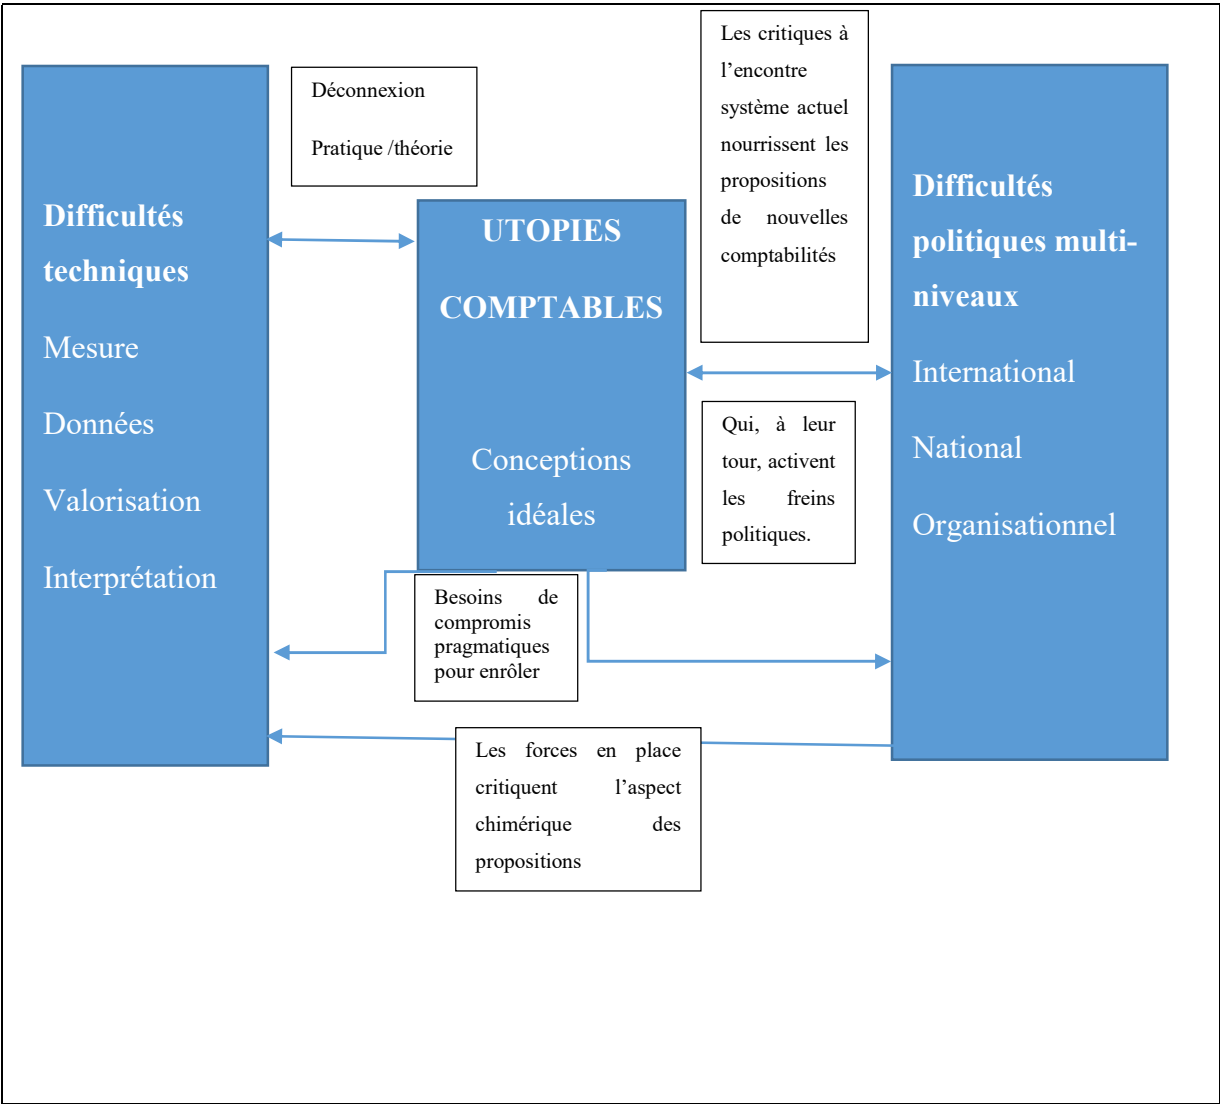 Difficultés
techniques
Mesure
Données
Valorisation
Interprétation
Déconnexion
Pratique /théorie
UTOPIES
COMPTABLES
Conceptions
idéales
Les critiques à
l’encontre
système actuel
nourrissent les
propositions
de nouvelles
comptabilités
Qui, à leur
tour, activent
les freins
politiques.
Difficultés
politiques multi-
niveaux
International
National
Organisationnel
Besoins de
compromis
pragmatiques
pour enrôler
Les forces en place
critiquent l’aspect
chimérique des
propositions